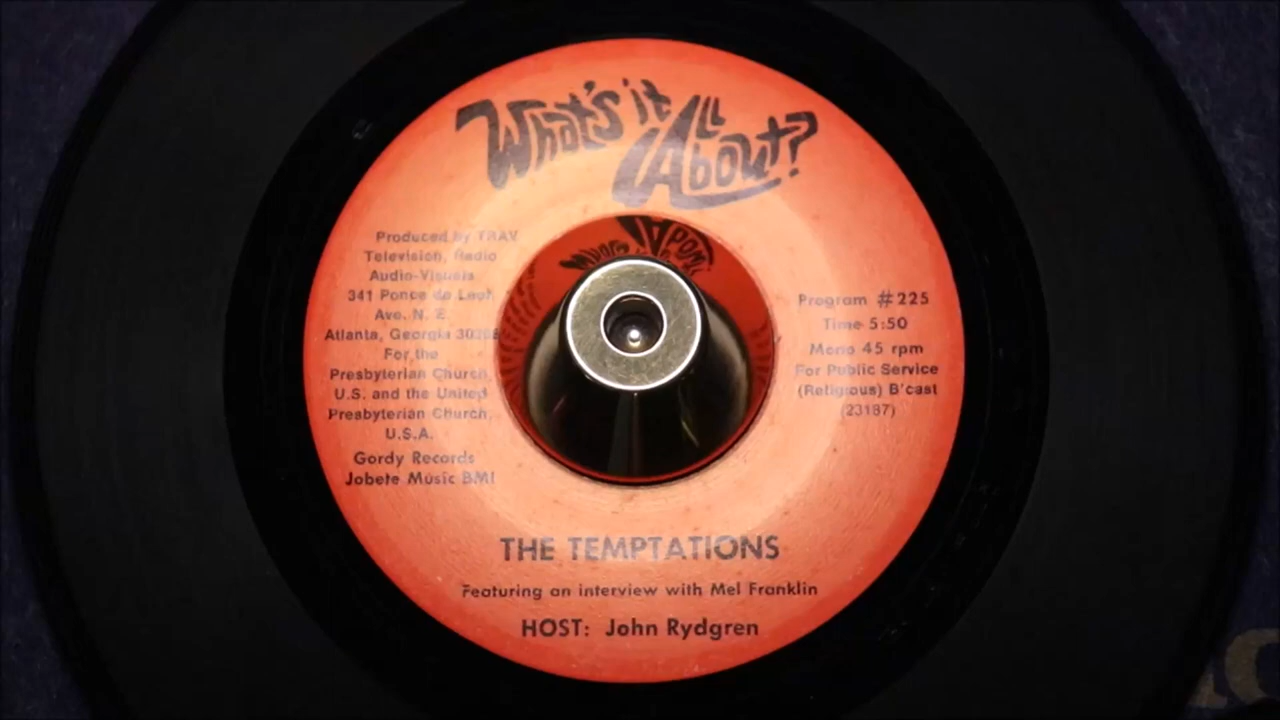 What's it All About?
Produced by TRAV
Television, Radio
Audio-Visuals
341 Ponce de Leon
Ave. N. E.
Atlanta, Georgia
For the
Presbyterian Church,
U.S. and the United
Presbyterian Church,
U.S.A.
Gordy Records
Jobete Music BMI
Program #225
Time 5:50
Mono 45 rpm
For Public Service
(Religious) B'cast
(23187)
THE TEMPTATIONS
Featuring an interview with Mel Franklin
HOST: John Rydgren